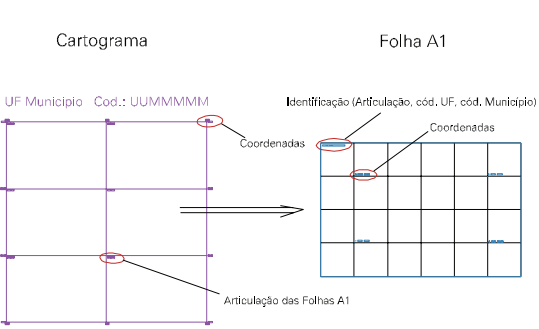 Cartograma
Folha A1
UF Municipio Cod.: UUMMMMM
Identificação (Articulação, cód. UF, cód. Município)
Coordenadas
Coordenadas
Articulação das Folhas A1